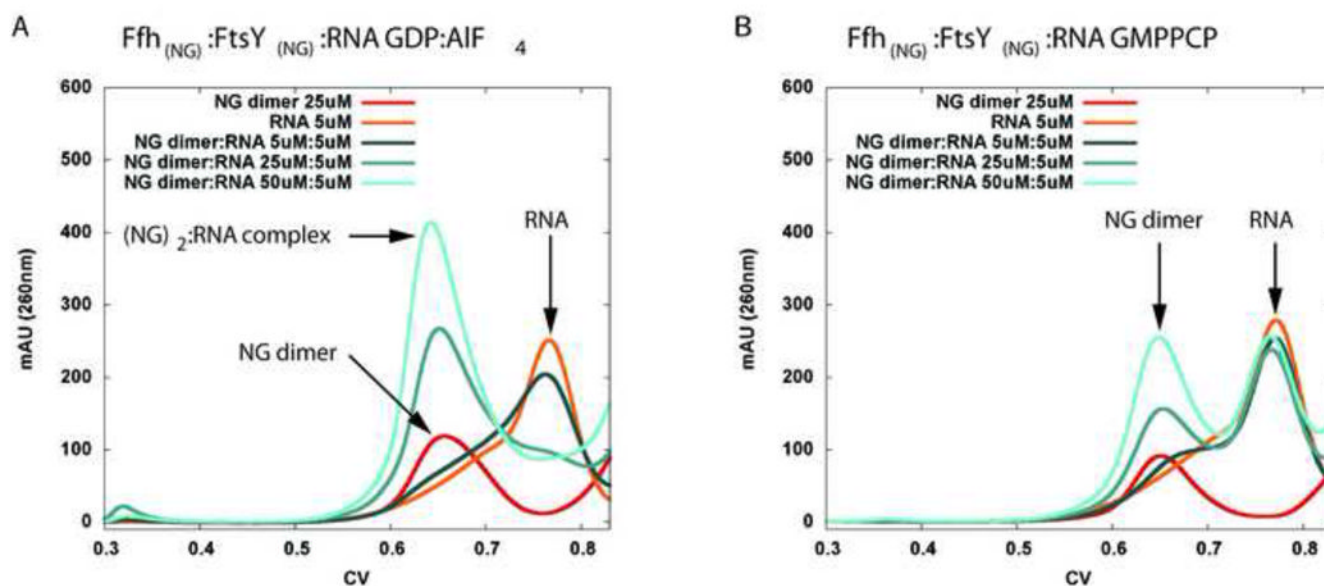 A
Ffh (NG) :FtsY (NG) :RNA GDP:AlF 4
600
500
400
300
200
100
0
mAU (260nm)
NG dimer 25uM
RNA 5uM
NG dimer:RNA 5uM:5uM
NG dimer:RNA 25uM:5uM
NG dimer:RNA 50uM:5uM
(NG) 2:RNA complex
RNA
NG dimer
0.3 0.4 0.5 0.6 0.7 0.8
CV
B
Ffh (NG) :FtsY (NG) :RNA GMPPCP
600
500
400
300
200
100
0
mAU (260nm)
NG dimer 25uM
RNA 5uM
NG dimer:RNA 5uM:5uM
NG dimer:RNA 25uM:5uM
NG dimer:RNA 50uM:5uM
NG dimer
RNA
0.3 0.4 0.5 0.6 0.7 0.8
CV